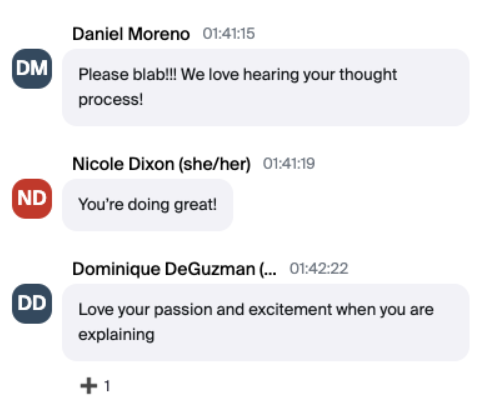 Daniel Moreno 01:41:15
DM
Please blab!!! We love hearing your thought
process!
Nicole Dixon (she/her) 01:41:19
ND
You're doing great!
Dominique DeGuzman (... 01:42:22
DD
Love your passion and excitement when you are
explaining
+ 1